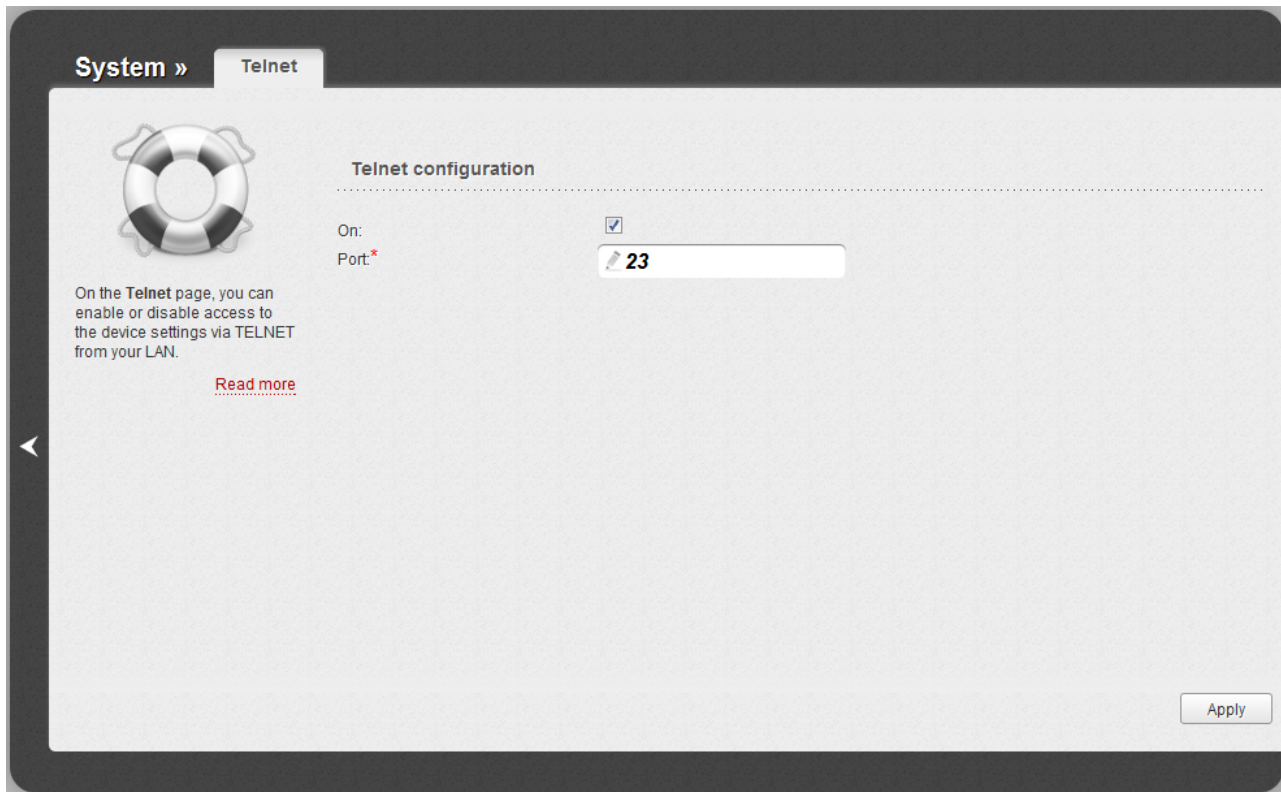 System »
Telnet
Telnet configuration
On:
Port:*
23
On the Telnet page, you can
enable or disable access to
the device settings via TELNET
from your LAN.
Read more
Apply